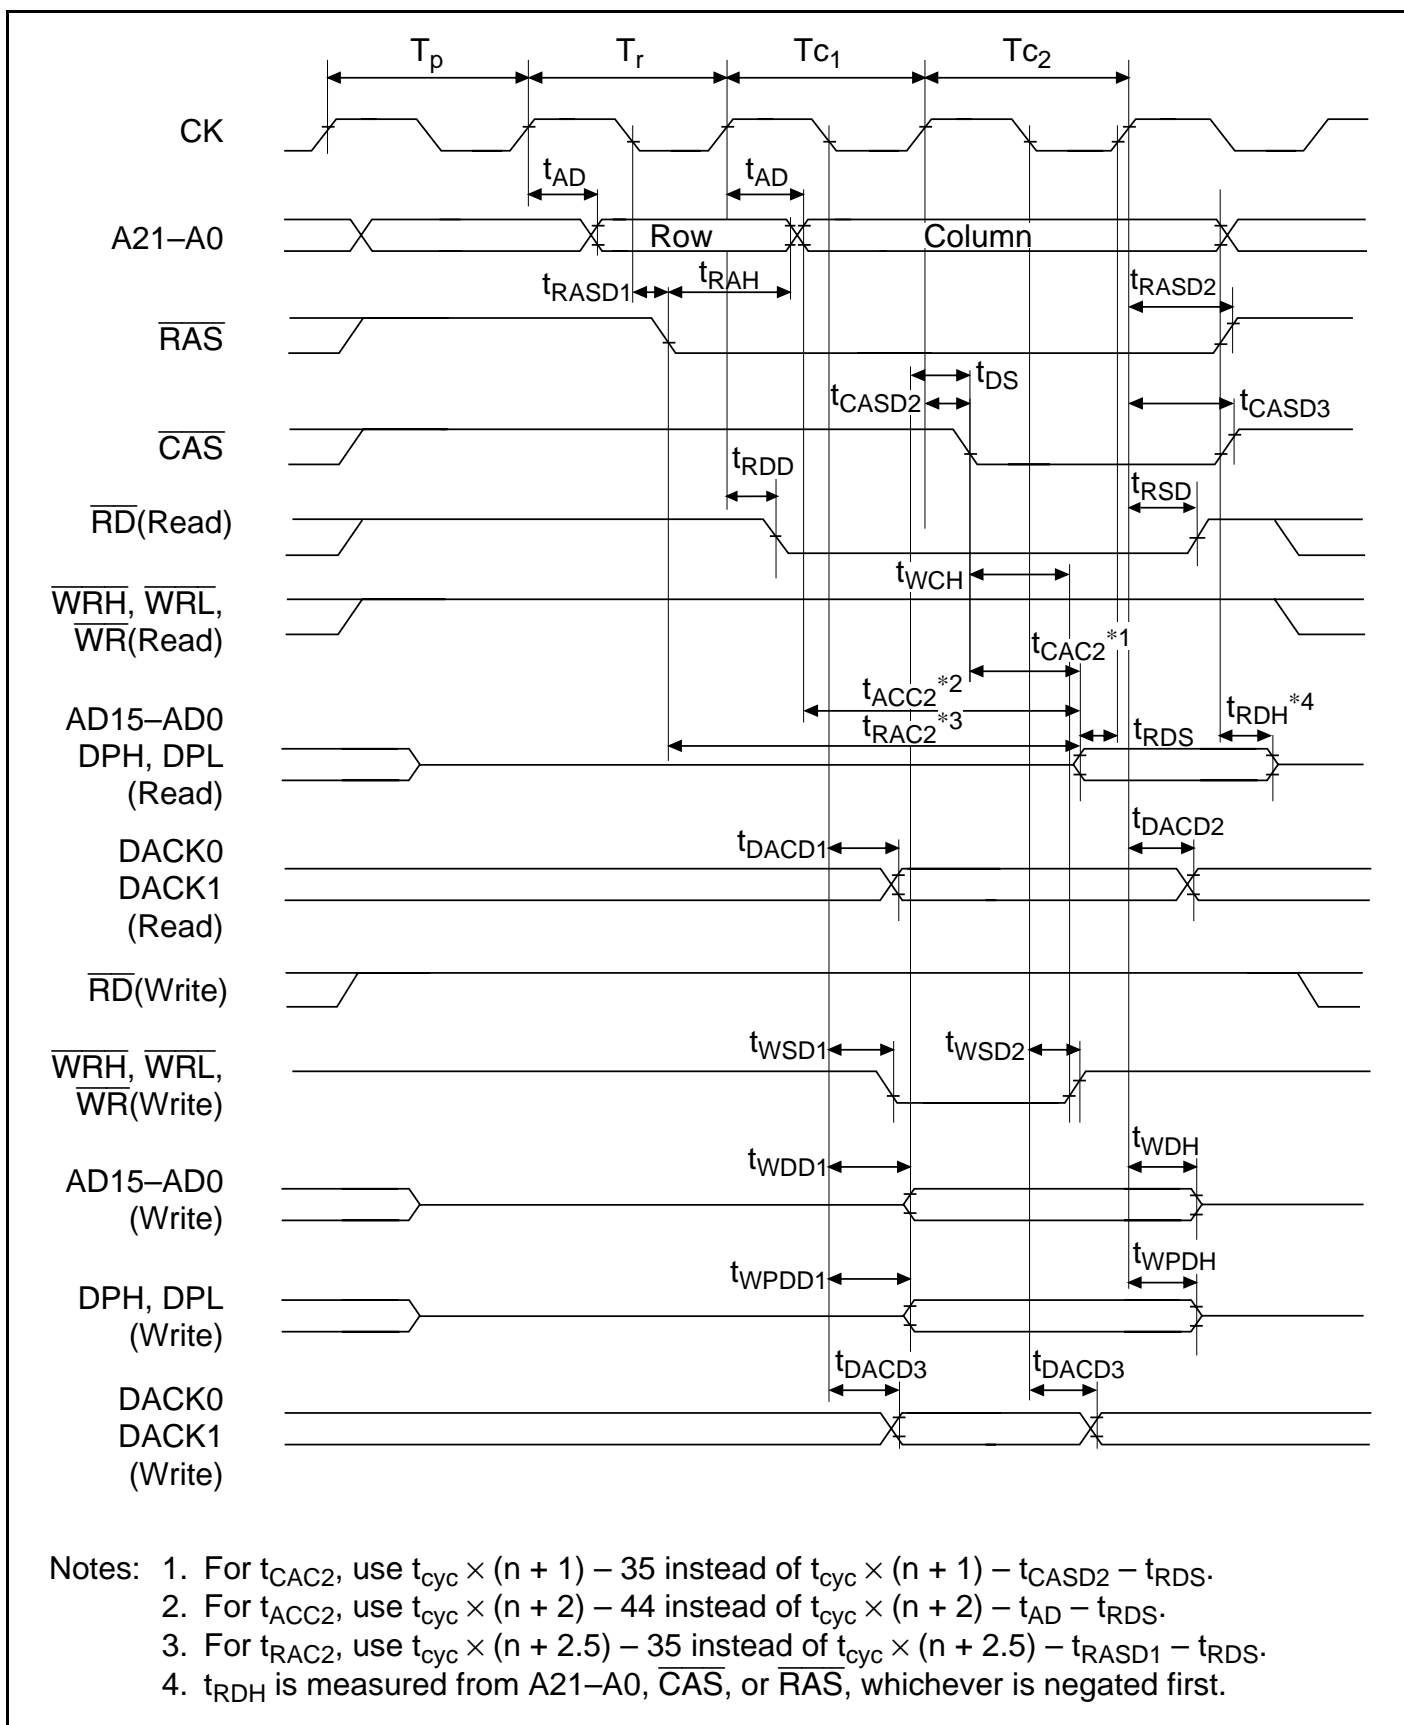 Tp Tr Tc1 Tc2
CK
tAD tAD
A21–A0 Row Column
tRASD1 tRAH tRASD2
RAS
tDS
tCASD2 tCASD3
CAS
tRDD tRSD
RD(Read)
tWCH
WRH, WRL,
WR(Read)
tCAC2*1
tACC2*2
AD15–AD0 tRDH*4
tRAC2*3 tRDS
DPH, DPL
(Read)
tDACD2
DACK0 tDACD1
DACK1
(Read)
RD(Write)
tWSD1 tWSD2
WRH, WRL,
WR(Write)
tWDD1 tWDH
AD15–AD0
(Write)
tWPDD1 tWPDH
DPH, DPL
(Write)
tDACD3 tDACD3
DACK0
DACK1
(Write)
Notes: 1. For tCAC2, use tcyc × (n + 1) – 35 instead of tcyc × (n + 1) – tCASD2 – tRDS.
2. For tACC2, use tcyc × (n + 2) – 44 instead of tcyc × (n + 2) – tAD – tRDS.
3. For tRAC2, use tcyc × (n + 2.5) – 35 instead of tcyc × (n + 2.5) – tRASD1 – tRDS.
4. tRDH is measured from A21–A0, CAS, or RAS, whichever is negated first.